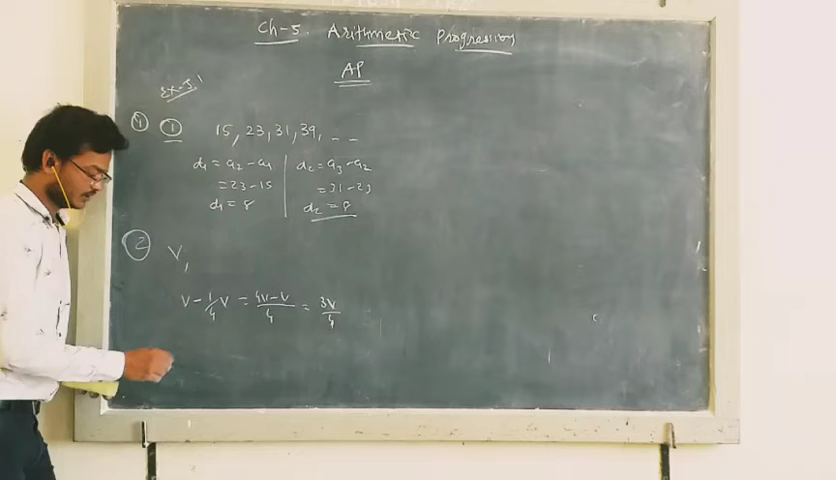 Ch-5. Arithmetic Progression
AP
Ex-5.1
① ① 15, 23, 31, 39, - -
d₁ = a₂ - a₁ d₂ = a₃ - a₂
= 23 - 15 = 31 - 23
d₁ = 8 d₂ = 8
② V,
V - 1/4 V = 4V-V/4 = 3V/4